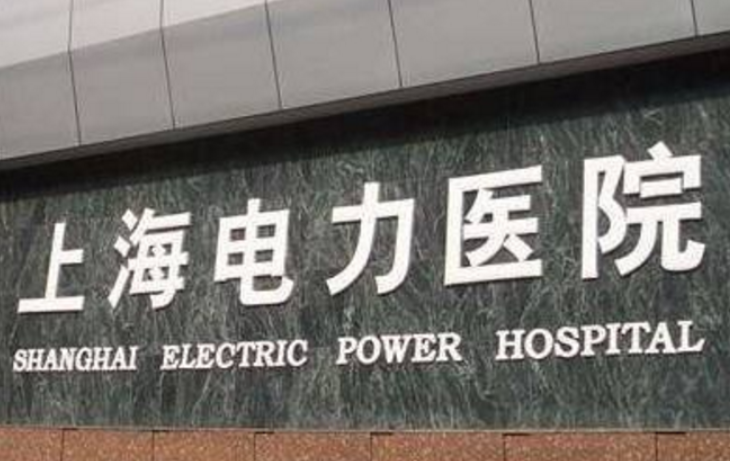 上海电力医院
SHANGHAI ELECTRIC POWER HOSPITAL